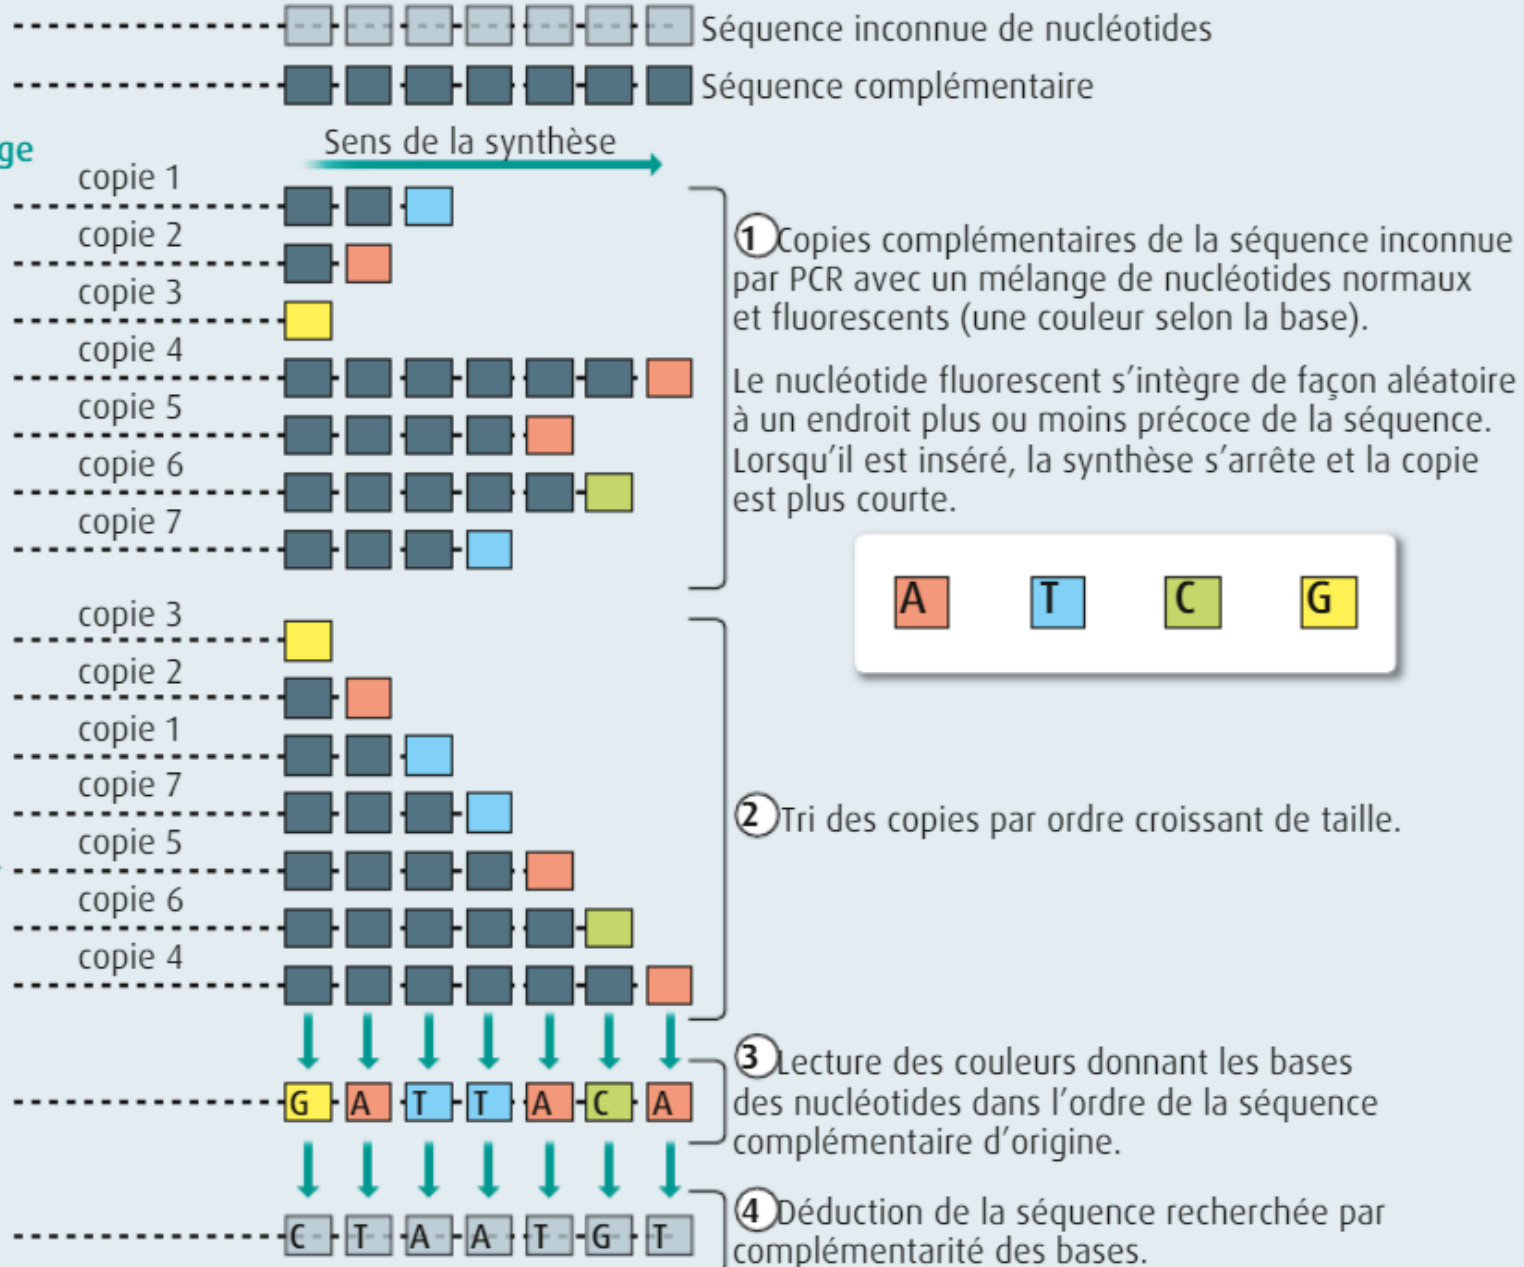 Séquence inconnue de nucléotides
Séquence complémentaire
ge
Sens de la synthèse
copie 1
copie 2
copie 3
copie 4
copie 5
copie 6
copie 7
1 Copies complémentaires de la séquence inconnue
par PCR avec un mélange de nucléotides normaux
et fluorescents (une couleur selon la base).
Le nucléotide fluorescent s’intègre de façon aléatoire
à un endroit plus ou moins précoce de la séquence.
Lorsqu’il est inséré, la synthèse s’arrête et la copie
est plus courte.
A T C G
copie 3
copie 2
copie 1
copie 7
copie 5
copie 6
copie 4
2 Tri des copies par ordre croissant de taille.
G A T T A C A
3 Lecture des couleurs donnant les bases
des nucléotides dans l’ordre de la séquence
complémentaire d’origine.
C T A A T G T
4 Déduction de la séquence recherchée par
complémentarité des bases.